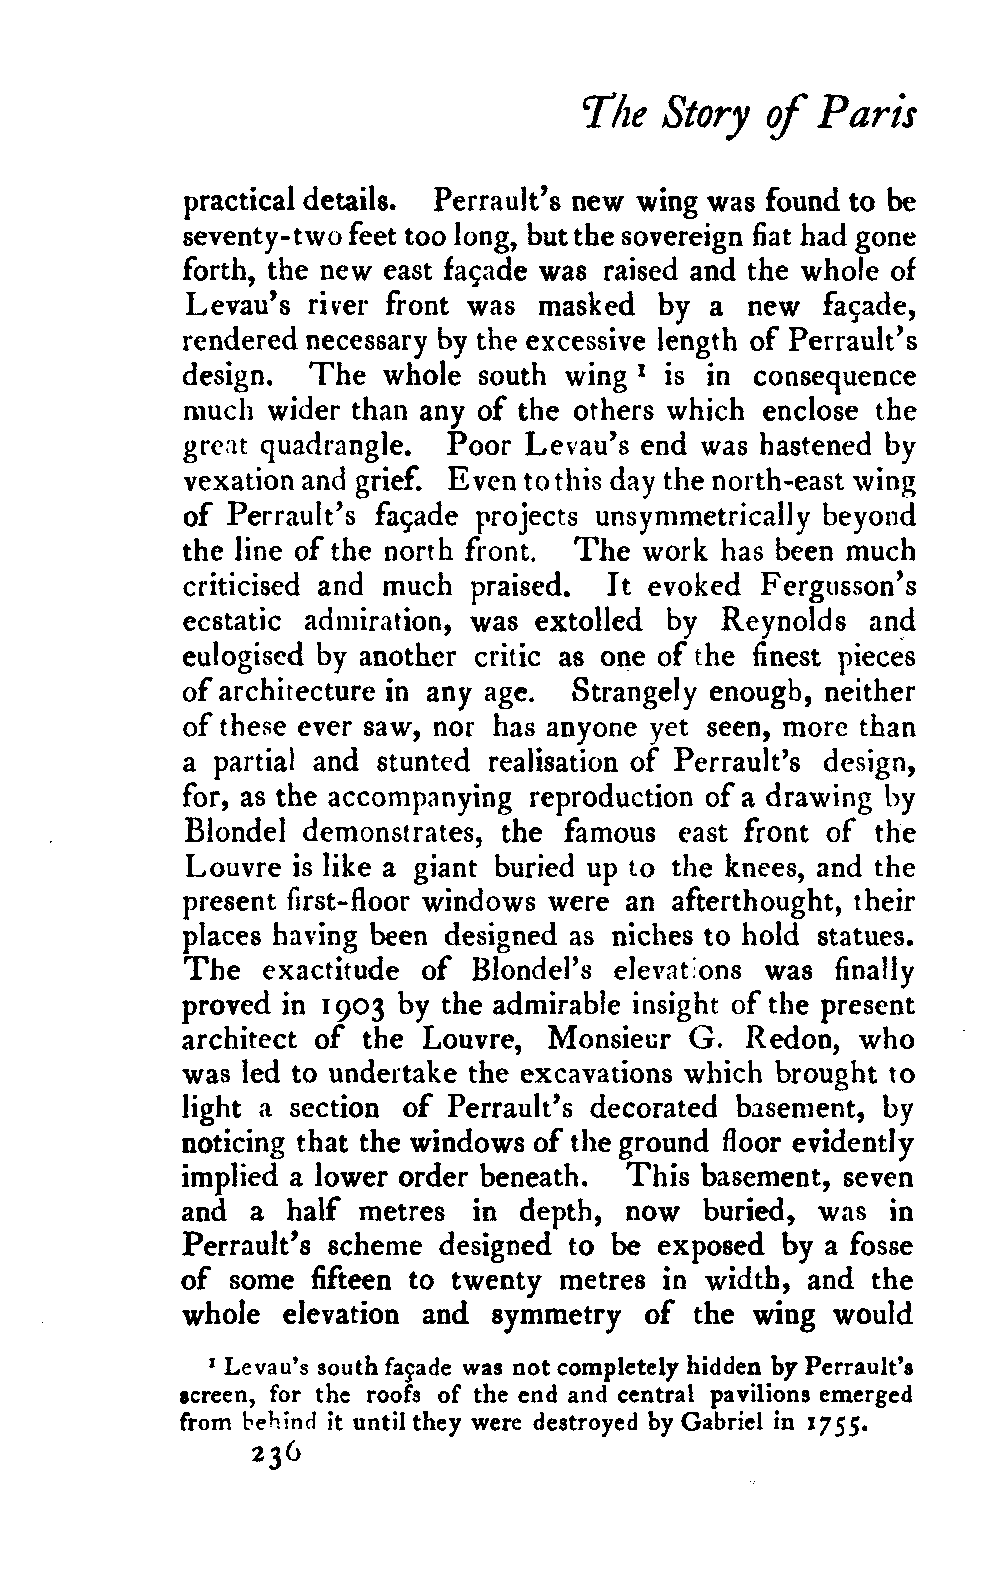 The Story of Paris
practical details. Perrault's new wing was found to be
seventy-two feet too long, but the sovereign fiat had gone
forth, the new east façade was raised and the whole of
Levau's river front was masked by a new façade,
rendered necessary by the excessive length of Perrault's
design. The whole south wing ¹ is in consequence
much wider than any of the others which enclose the
great quadrangle. Poor Levau's end was hastened by
vexation and grief. Even to this day the north-east wing
of Perrault's façade projects unsymmetrically beyond
the line of the north front. The work has been much
criticised and much praised. It evoked Fergusson's
ecstatic admiration, was extolled by Reynolds and
eulogised by another critic as one of the finest pieces
of architecture in any age. Strangely enough, neither
of these ever saw, nor has anyone yet seen, more than
a partial and stunted realisation of Perrault's design,
for, as the accompanying reproduction of a drawing by
Blondel demonstrates, the famous east front of the
Louvre is like a giant buried up to the knees, and the
present first-floor windows were an afterthought, their
places having been designed as niches to hold statues.
The exactitude of Blondel's elevations was finally
proved in 1903 by the admirable insight of the present
architect of the Louvre, Monsieur G. Redon, who
was led to undertake the excavations which brought to
light a section of Perrault's decorated basement, by
noticing that the windows of the ground floor evidently
implied a lower order beneath. This basement, seven
and a half metres in depth, now buried, was in
Perrault's scheme designed to be exposed by a fosse
of some fifteen to twenty metres in width, and the
whole elevation and symmetry of the wing would
¹ Levau's south façade was not completely hidden by Perrault's
screen, for the roofs of the end and central pavilions emerged
from behind it until they were destroyed by Gabriel in 1755.
236